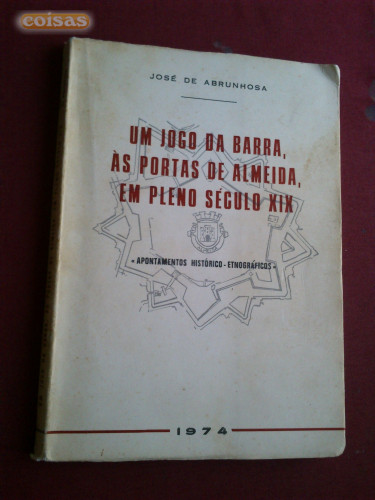 coisas
JOSÉ DE ABRUNHOSA
UM JOGO DA BARRA,
ÀS PORTAS DE ALMEIDA,
EM PLENO SÉCULO XIX
« APONTAMENTOS HISTÓRICO-ETNOGRÁFICOS »
1974